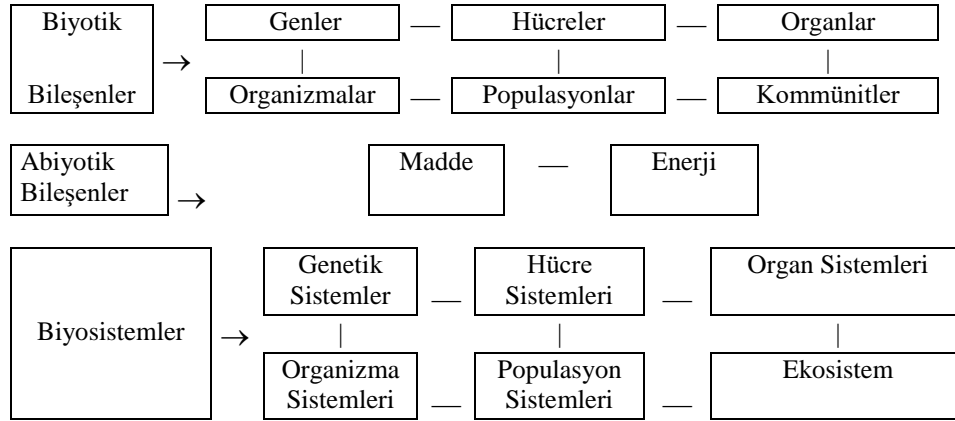 Biyotik Genler — Hücreler — Organlar
→ | | |
Bileşenler Organizmalar — Populasyonlar — Kommünitler
Abiyotik Madde — Enerji
Bileşenler →
Genetik Hücre Organ Sistemleri
Sistemler — Sistemleri —
Biyosistemler → | | |
Organizma Populasyon Ekosistem
Sistemleri — Sistemleri —